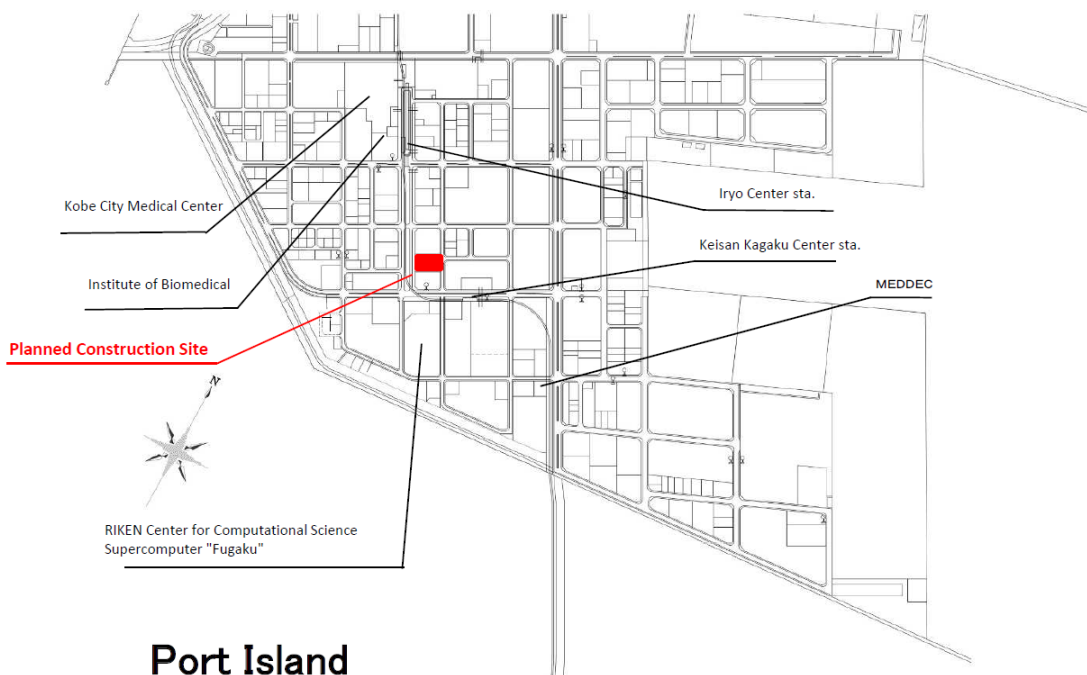 Kobe City Medical Center
Iryo Center sta.
Keisan Kagaku Center sta.
Institute of Biomedical
MEDDEC
Planned Construction Site
N
RIKEN Center for Computational Science
Supercomputer "Fugaku"
Port Island